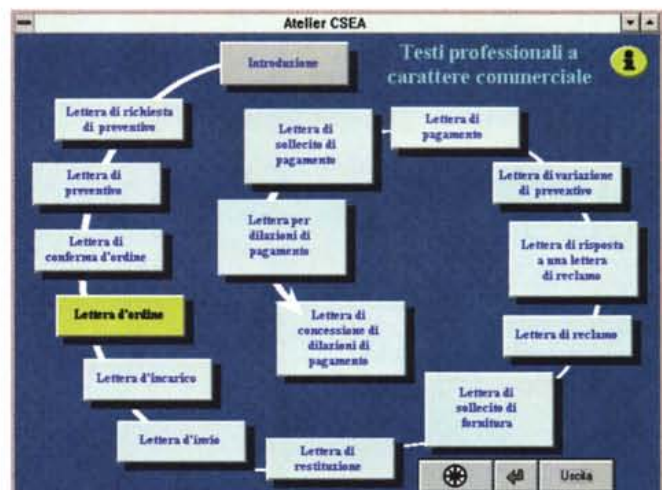 Atelier CSEA
Testi professionali a
carattere commerciale
i
Introduzione
Lettera di richiesta
di preventivo
Lettera di
preventivo
Lettera di
conferma d'ordine
Lettera d'ordine
Lettera d'incarico
Lettera d'invio
Lettera di
restituzione
Lettera di
sollecito di
fornitura
Lettera di reclamo
Lettera di risposta
a una lettera
di reclamo
Lettera di variazione
di preventivo
Lettera di
pagamento
Lettera di
sollecito di
pagamento
Lettera per
dilazioni di
pagamento
Lettera di
concessione di
dilazioni di
pagamento
Uscita